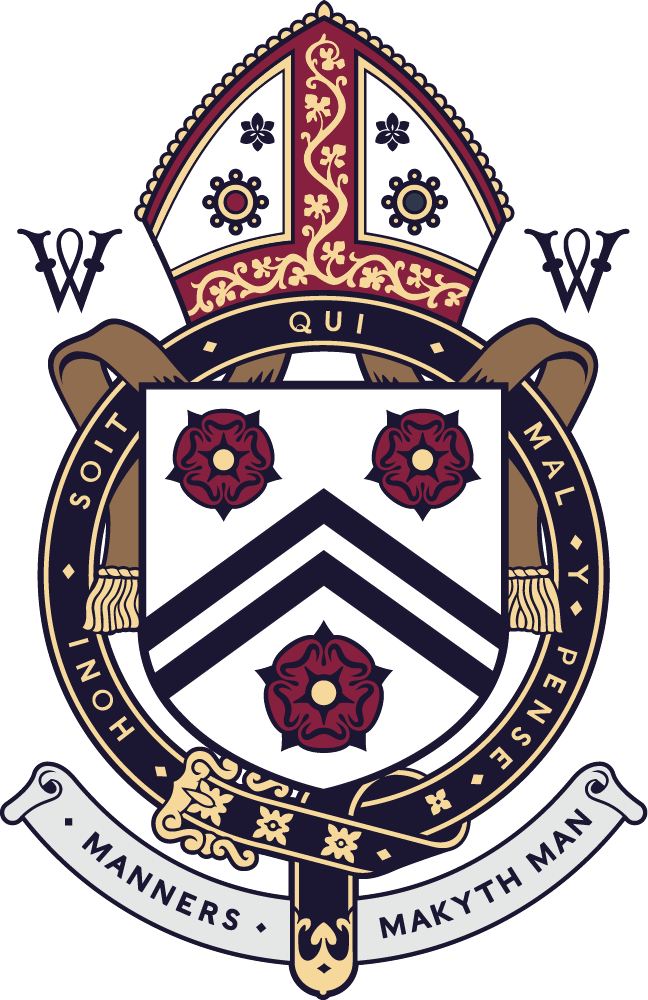 W W
HONI SOIT QUI MAL Y PENSE
MANNERS MAKYTH MAN